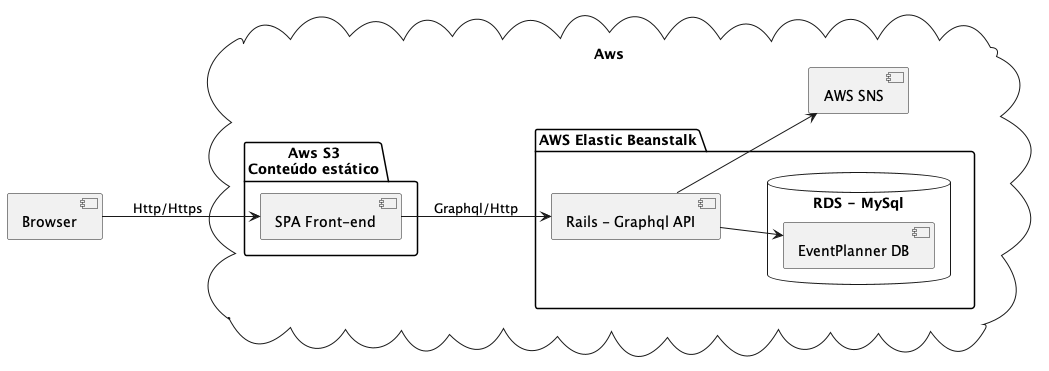 Aws
AWS SNS
AWS Elastic Beanstalk
Aws S3
Conteúdo estático
RDS - MySql
Browser
Http/Https
SPA Front-end
Graphql/Http
Rails - Graphql API
EventPlanner DB